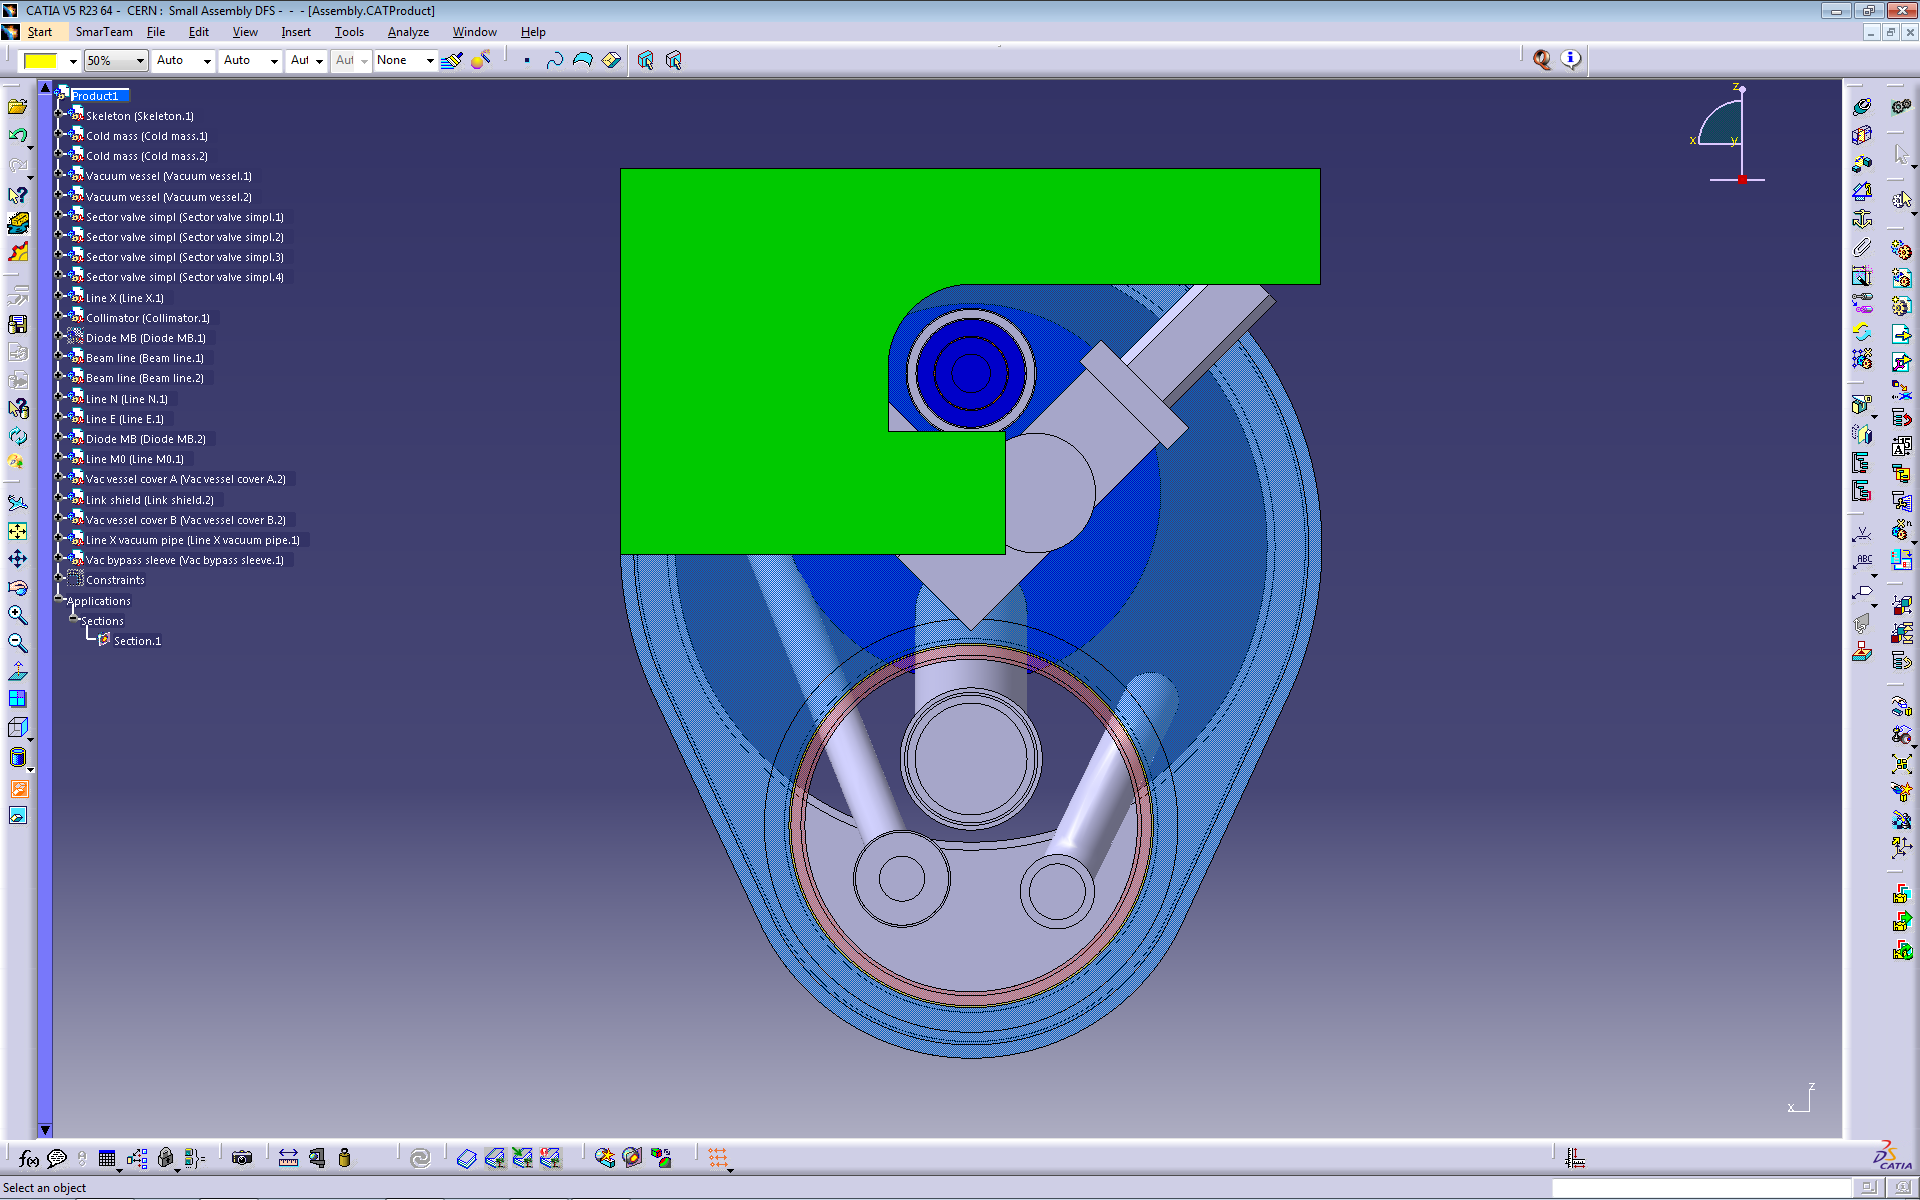 CATIA V5 R23 64 - CERN : Small Assembly DFS - - - [Assembly.CATProduct]
Start SmarTeam File Edit View Insert Tools Analyze Window Help
50% Auto Auto Aut Aut None
Product1
Skeleton (Skeleton.1)
Cold mass (Cold mass.1)
Cold mass (Cold mass.2)
Vacuum vessel (Vacuum vessel.1)
Vacuum vessel (Vacuum vessel.2)
Sector valve simpl (Sector valve simpl.1)
Sector valve simpl (Sector valve simpl.2)
Sector valve simpl (Sector valve simpl.3)
Sector valve simpl (Sector valve simpl.4)
Line X (Line X.1)
Collimator (Collimator.1)
Diode MB (Diode MB.1)
Beam line (Beam line.1)
Beam line (Beam line.2)
Line N (Line N.1)
Line E (Line E.1)
Diode MB (Diode MB.2)
Line M0 (Line M0.1)
Vac vessel cover A (Vac vessel cover A.2)
Link shield (Link shield.2)
Vac vessel cover B (Vac vessel cover B.2)
Line X vacuum pipe (Line X vacuum pipe.1)
Vac bypass sleeve (Vac bypass sleeve.1)
Constraints
Applications
Sections
Section.1
z
x y
ABC
z
x
f(x)
DS CATIA
Select an object